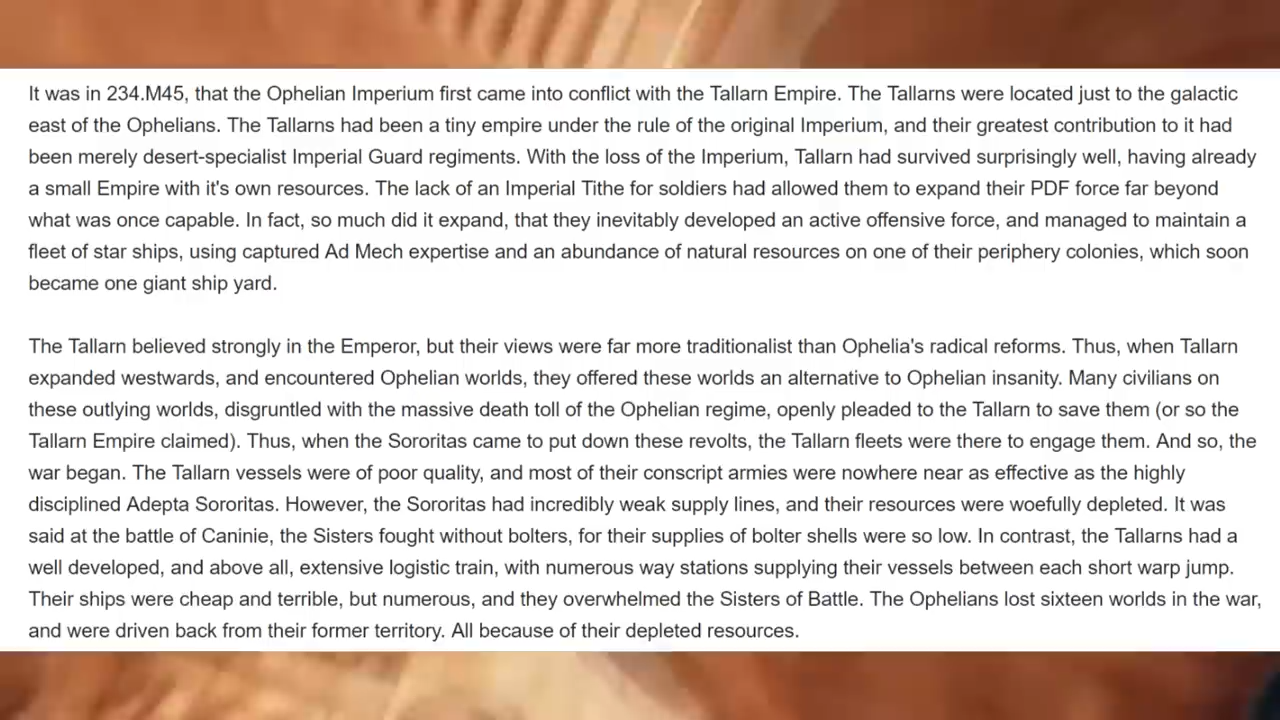 It was in 234.M45, that the Ophelian Imperium first came into conflict with the Tallarn Empire. The Tallarns were located just to the galactic
east of the Ophelians. The Tallarns had been a tiny empire under the rule of the original Imperium, and their greatest contribution to it had
been merely desert-specialist Imperial Guard regiments. With the loss of the Imperium, Tallarn had survived surprisingly well, having already
a small Empire with it's own resources. The lack of an Imperial Tithe for soldiers had allowed them to expand their PDF force far beyond
what was once capable. In fact, so much did it expand, that they inevitably developed an active offensive force, and managed to maintain a
fleet of star ships, using captured Ad Mech expertise and an abundance of natural resources on one of their periphery colonies, which soon
became one giant ship yard.

The Tallarn believed strongly in the Emperor, but their views were far more traditionalist than Ophelia's radical reforms. Thus, when Tallarn
expanded westwards, and encountered Ophelian worlds, they offered these worlds an alternative to Ophelian insanity. Many civilians on
these outlying worlds, disgruntled with the massive death toll of the Ophelian regime, openly pleaded to the Tallarn to save them (or so the
Tallarn Empire claimed). Thus, when the Sororitas came to put down these revolts, the Tallarn fleets were there to engage them. And so, the
war began. The Tallarn vessels were of poor quality, and most of their conscript armies were nowhere near as effective as the highly
disciplined Adepta Sororitas. However, the Sororitas had incredibly weak supply lines, and their resources were woefully depleted. It was
said at the battle of Caninie, the Sisters fought without bolters, for their supplies of bolter shells were so low. In contrast, the Tallarns had a
well developed, and above all, extensive logistic train, with numerous way stations supplying their vessels between each short warp jump.
Their ships were cheap and terrible, but numerous, and they overwhelmed the Sisters of Battle. The Ophelians lost sixteen worlds in the war,
and were driven back from their former territory. All because of their depleted resources.